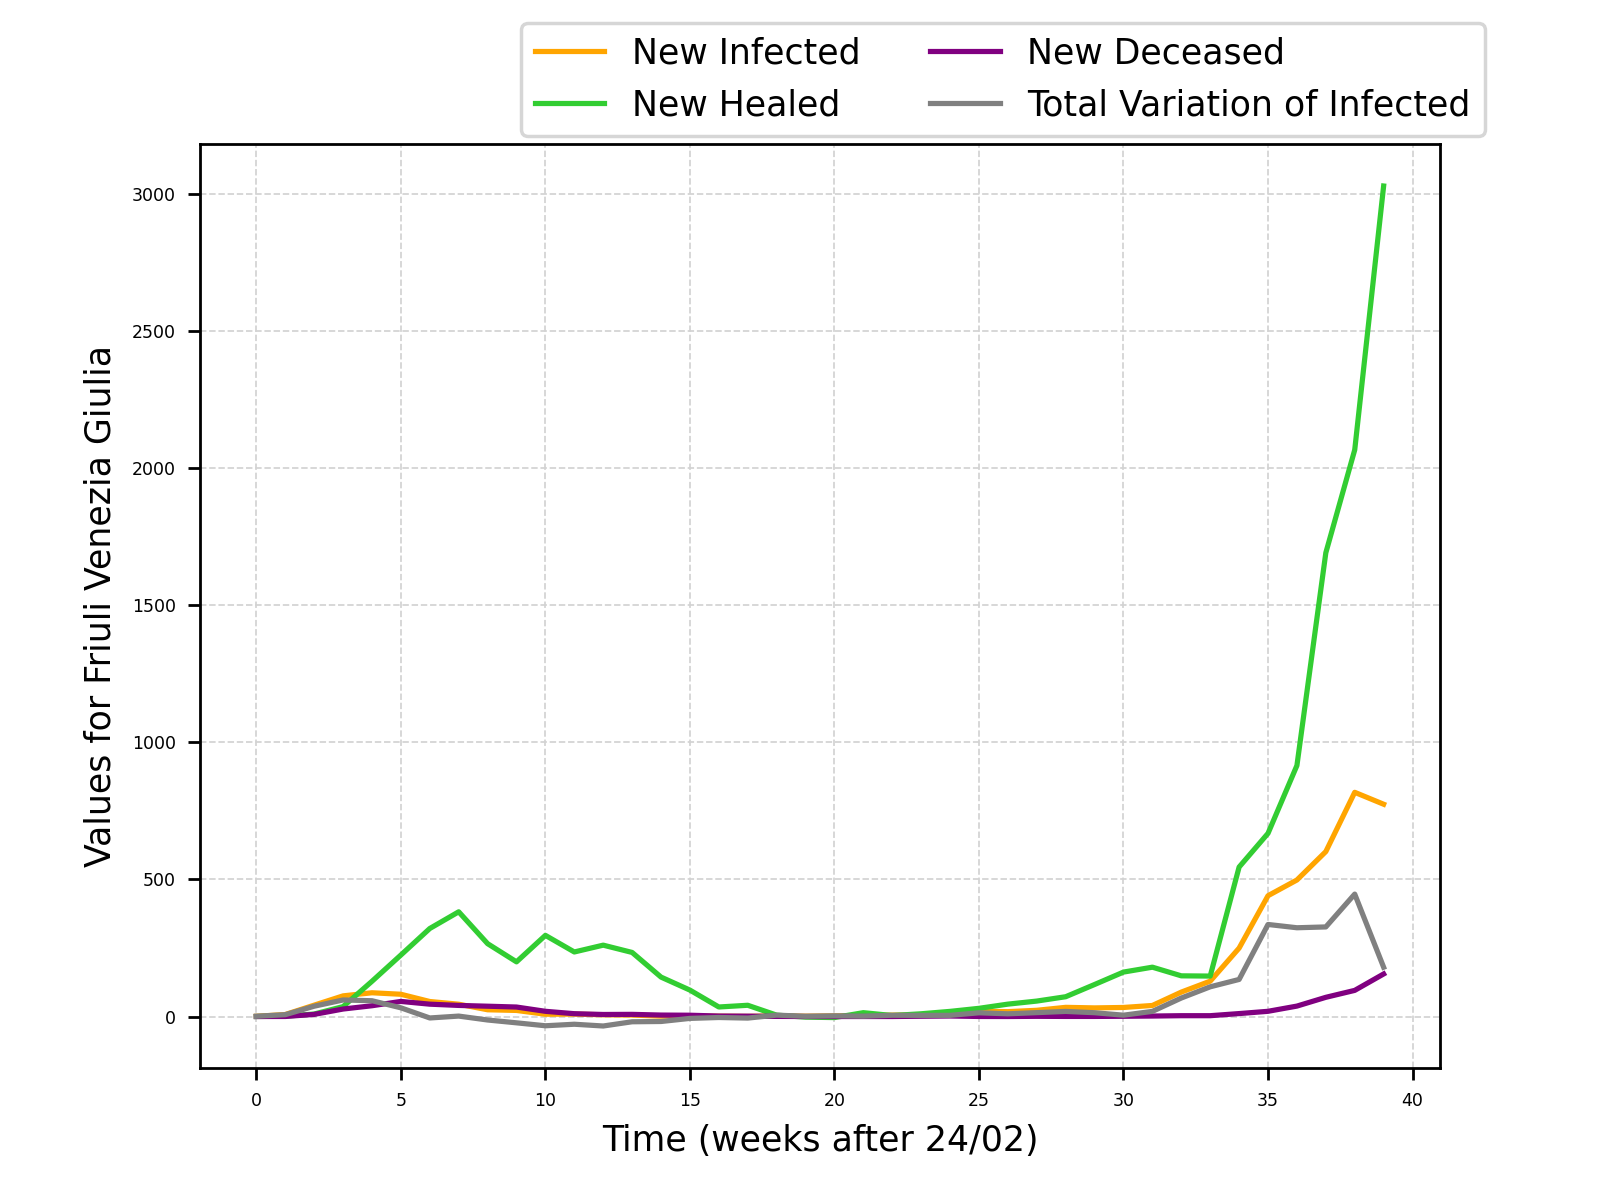 New Infected
New Healed
New Deceased
Total Variation of Infected
Values for Friuli Venezia Giulia
3000
2500
2000
1500
1000
500
0
0 5 10 15 20 25 30 35 40
Time (weeks after 24/02)